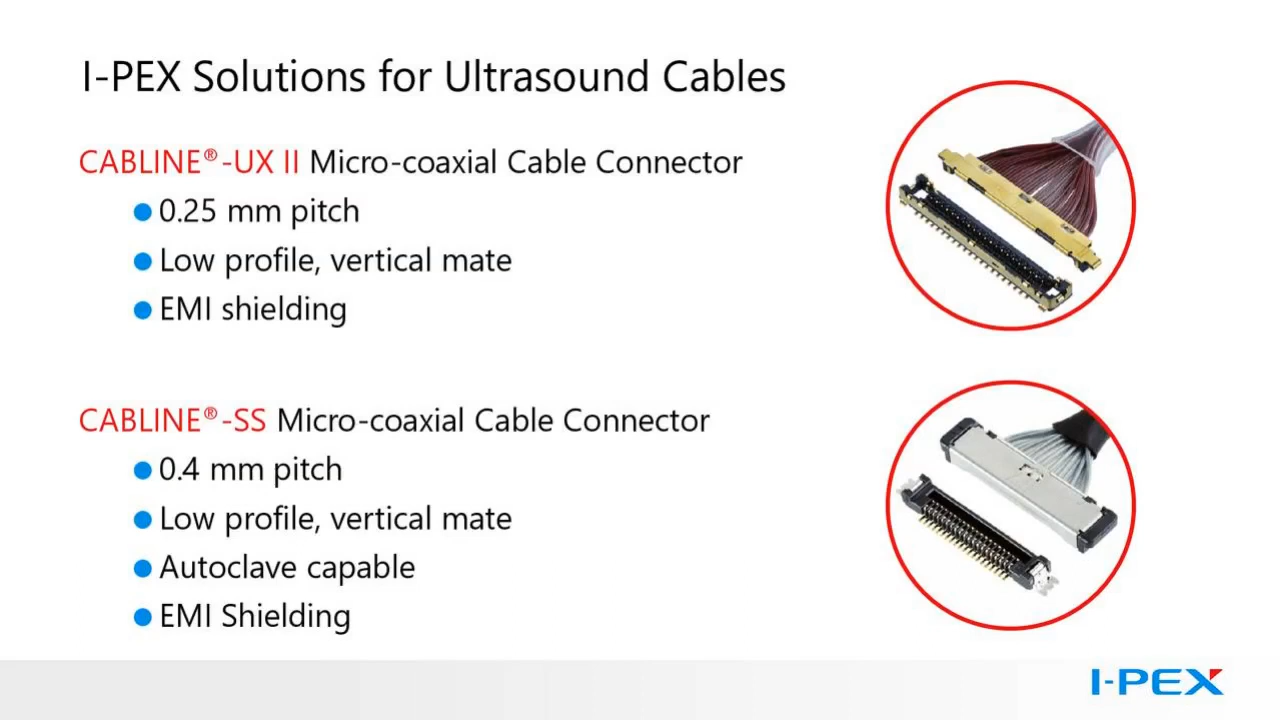 I-PEX Solutions for Ultrasound Cables
CABLINE®-UX II Micro-coaxial Cable Connector
0.25 mm pitch
Low profile, vertical mate
EMI shielding
CABLINE®-SS Micro-coaxial Cable Connector
0.4 mm pitch
Low profile, vertical mate
Autoclave capable
EMI Shielding
I-PEX